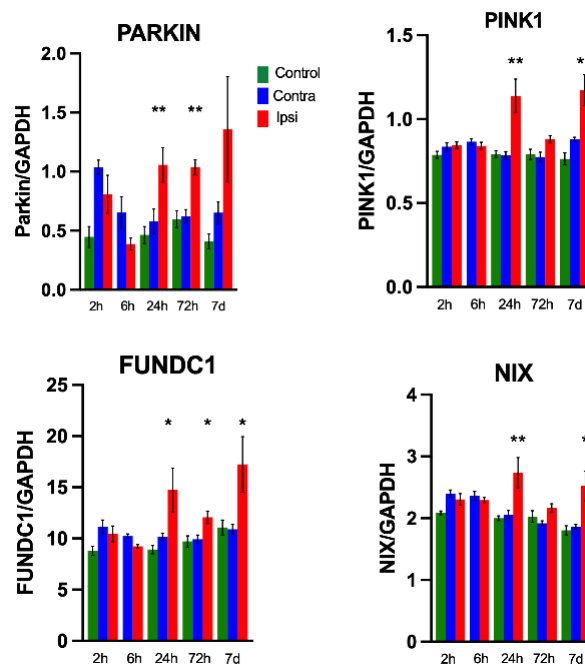 PARKIN
Parkin/GAPDH
2.0
1.5
1.0
0.5
0.0
** **
2h 6h 24h 72h 7d
Control
Contra
Ipsi
PINK1
PINK1/GAPDH
1.5
1.0
0.5
0.0
** *
2h 6h 24h 72h 7d
FUNDC1
FUNDC1/GAPDH
25
20
15
10
5
0
* * *
2h 6h 24h 72h 7d
NIX
NIX/GAPDH
4
3
2
1
0
** *
2h 6h 24h 72h 7d